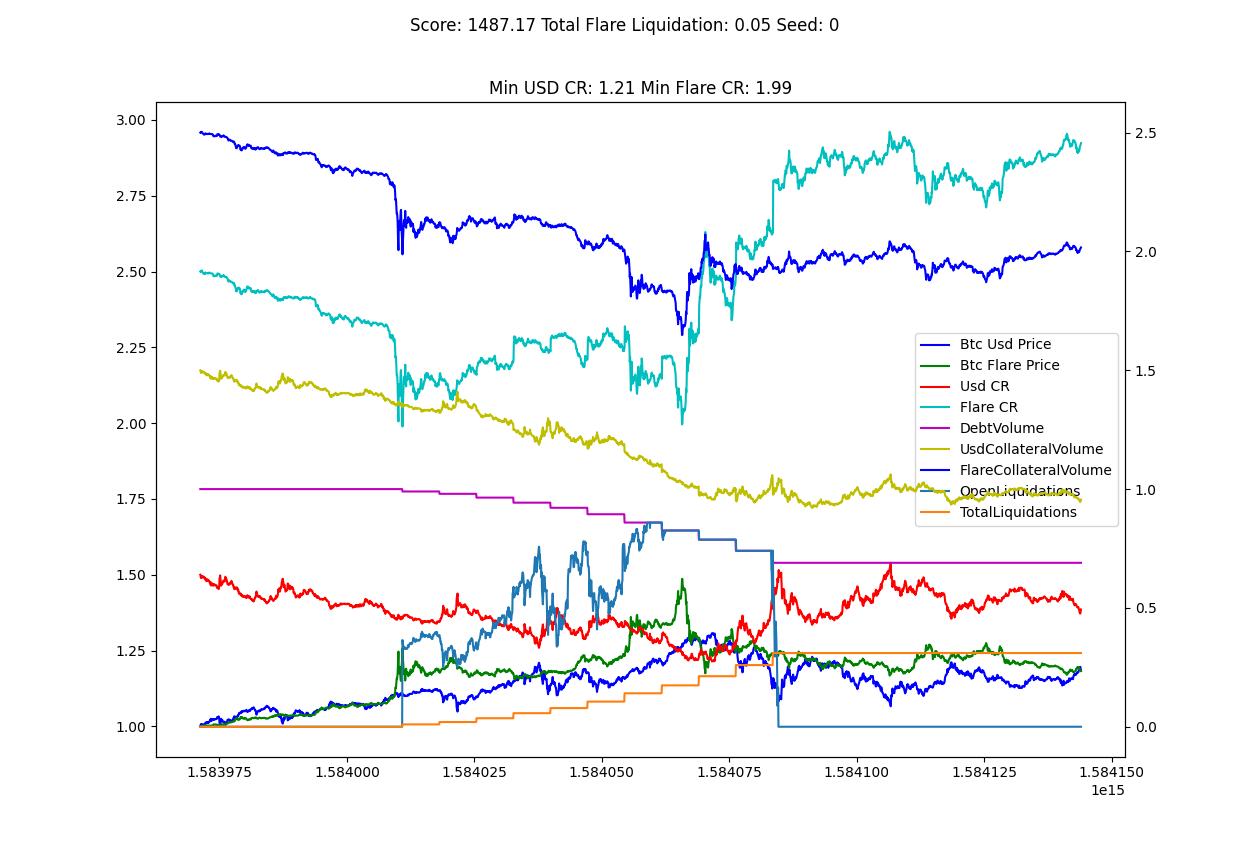 Score: 1487.17 Total Flare Liquidation: 0.05 Seed: 0
Min USD CR: 1.21 Min Flare CR: 1.99
3.00
2.75
2.50
2.25
2.00
1.75
1.50
1.25
1.00
2.5
2.0
1.5
1.0
0.5
0.0
Btc Usd Price
Btc Flare Price
Usd CR
Flare CR
DebtVolume
UsdCollateralVolume
FlareCollateralVolume
OpenLiquidations
TotalLiquidations
1.583975 1.584000 1.584025 1.584050 1.584075 1.584100 1.584125 1.584150
1e15